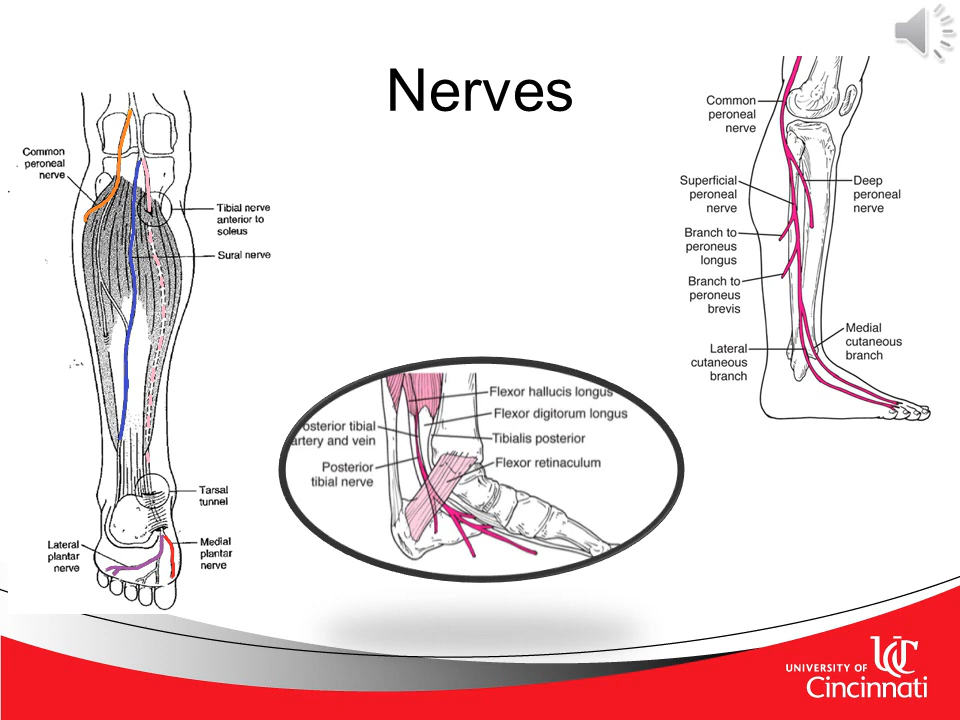 Nerves
Common
peroneal
nerve
Tibial nerve
anterior to
soleus
Sural nerve
Tarsal
tunnel
Lateral
plantar
nerve
Medial
plantar
nerve
Flexor hallucis longus
Flexor digitorum longus
osterior tibial
artery and vein
Tibialis posterior
Posterior
tibial nerve
Flexor retinaculum
Common
peroneal
nerve
Superficial
peroneal
nerve
Deep
peroneal
nerve
Branch to
peroneus
longus
Branch to
peroneus
brevis
Medial
cutaneous
branch
Lateral
cutaneous
branch
UNIVERSITY OF
Cincinnati
UC